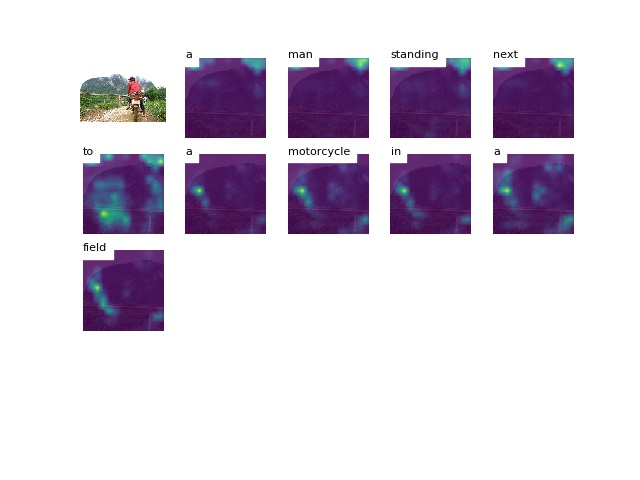 a man standing next
to a motorcycle in a
field